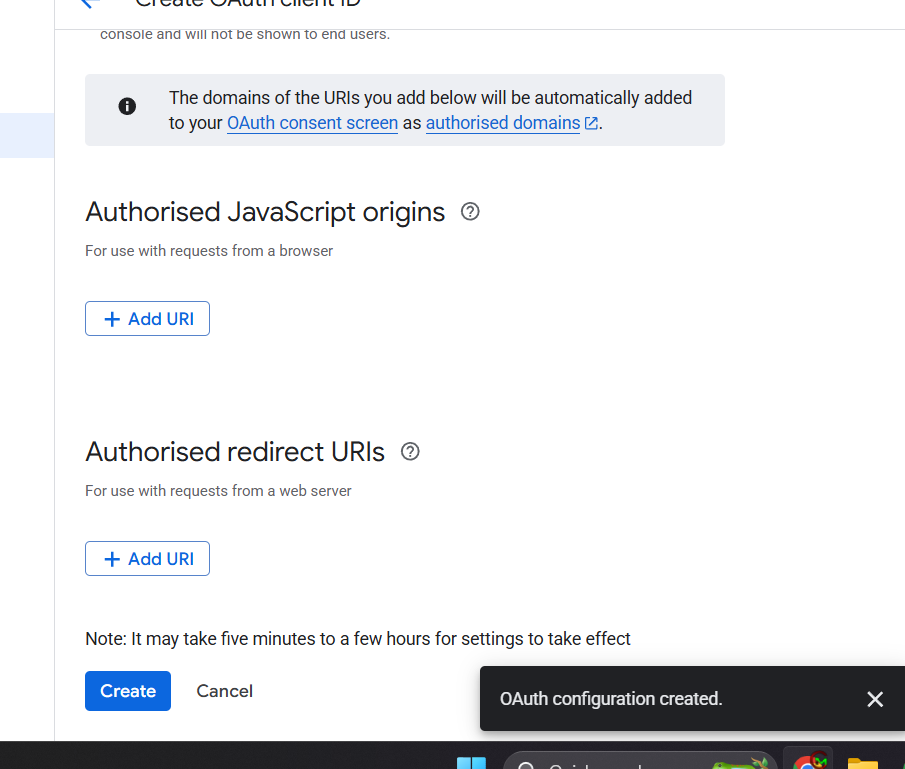 Create OAuth client ID
console and will not be shown to end users.
The domains of the URIs you add below will be automatically added
to your OAuth consent screen as authorised domains.
Authorised JavaScript origins
For use with requests from a browser
+ Add URI
Authorised redirect URIs
For use with requests from a web server
+ Add URI
Note: It may take five minutes to a few hours for settings to take effect
Create Cancel
OAuth configuration created.